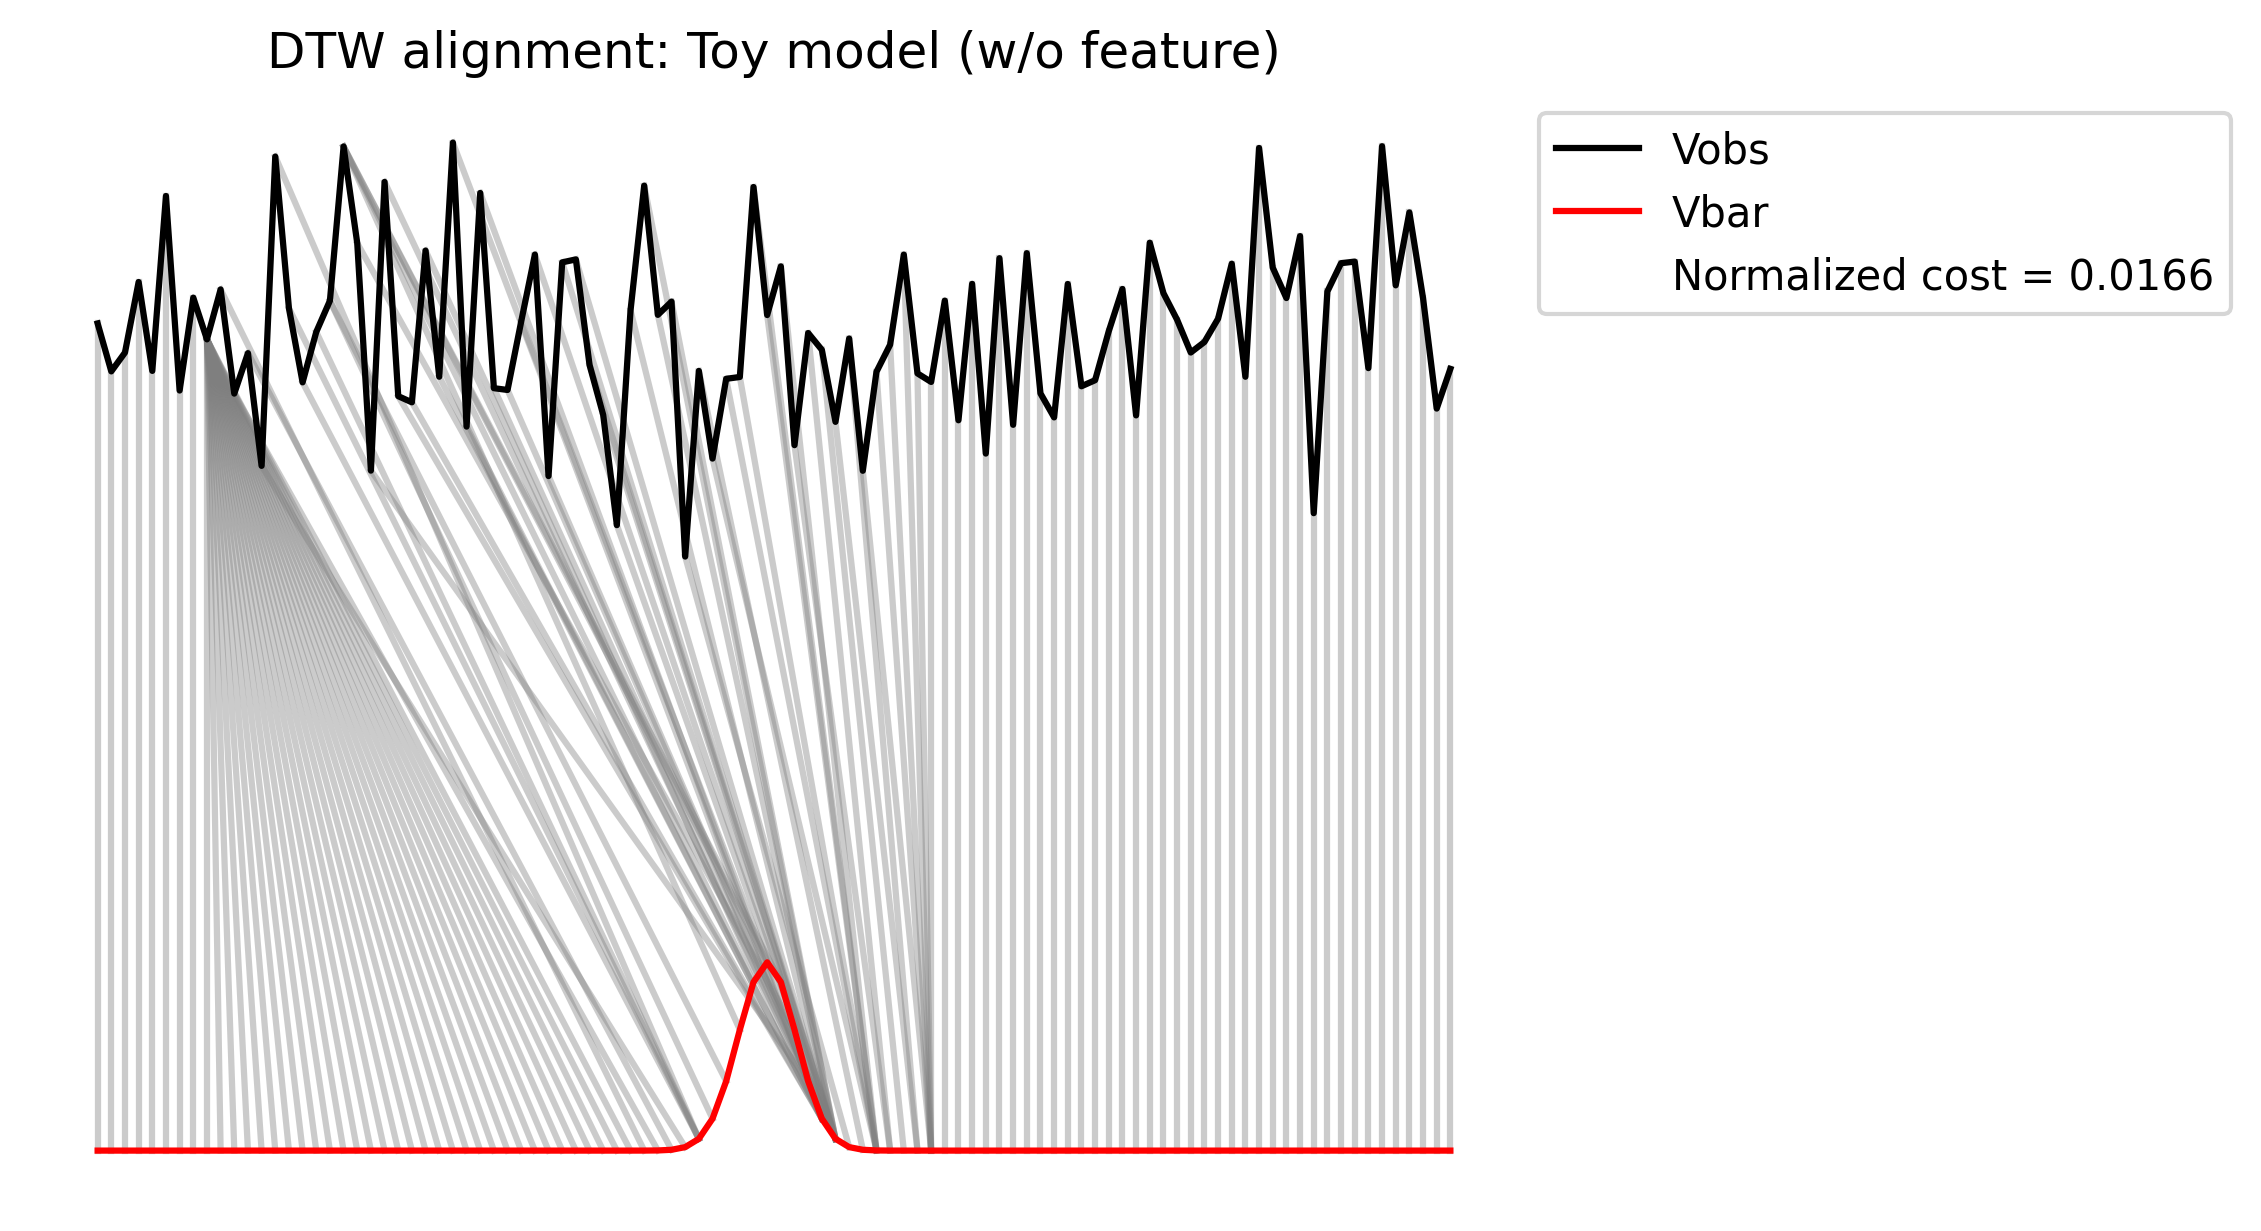 DTW alignment: Toy model (w/o feature)
Vobs
Vbar
Normalized cost = 0.0166